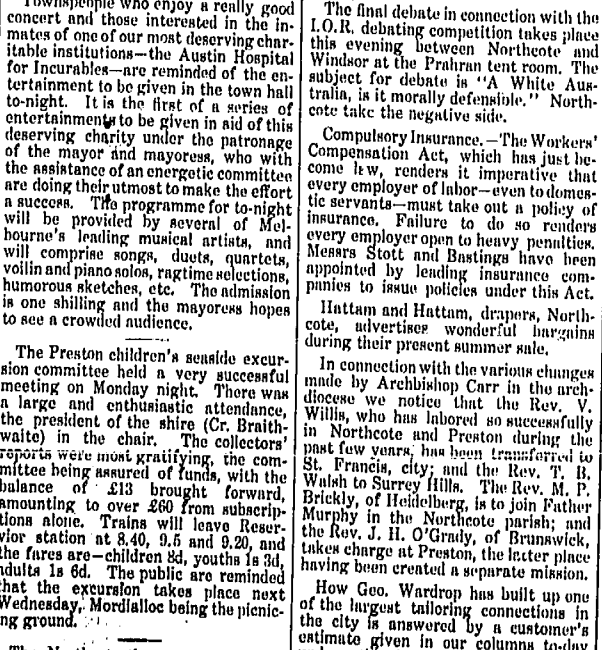 Townspeople who enjoy a really good
concert and those interested in the in-
mates of one of our most deserving char-
itable institutions—the Austin Hospital
for Incurables—are reminded of the en-
tertainment to be given in the town hall
to-night. It is the first of a series of
entertainments to be given in aid of this
deserving charity under the patronage
of the mayor and mayoress, who with
the assistance of an energetic committee
are doing their utmost to make the effort
a success. The programme for to-night
will be provided by several of Mel-
bourne's leading musical artists, and
will comprise songs, duets, quartets,
voilin and piano solos, ragtime selections,
humorous sketches, etc. The admission
is one shilling and the mayoress hopes
to see a crowded audience.
The Preston children's seaside excur-
sion committee held a very successful
meeting on Monday night. There was
a large and enthusiastic attendance,
the president of the shire (Cr. Braith-
waite) in the chair. The collectors'
reports were most gratifying, the com-
mittee being assured of funds, with the
balance of £13 brought forward,
amounting to over £60 from subscrip-
tions alone. Trains will leave Reser-
vior station at 8.40, 9.5 and 9.20, and
the fares are—children 8d, youths 1s 3d,
adults 1s 6d. The public are reminded
that the excursion takes place next
Wednesday, Mordialloc being the picnic-
ng ground.
The final debate in connection with the
I.O.R. debating competition takes place
this evening between Northcote and
Windsor at the Prahran tent room. The
subject for debate is "A White Aus-
tralia, is it morally defensible." North-
cote take the negative side.
Compulsory Insurance.—The Workers'
Compensation Act, which has just be-
come law, renders it imperative that
every employer of labor—even to domes-
tic servants—must take out a policy of
insurance. Failure to do so renders
every employer open to heavy penalties.
Messrs Stott and Bastings have been
appointed by leading insurance com-
panies to issue policies under this Act.
Hattam and Hattam, drapers, North-
cote, advertises wonderful bargains
during their present summer sale.
In connection with the various changes
made by Archbishop Carr in the arch-
diocese we notice that the Rev. V.
Willis, who has labored so successfully
in Northcote and Preston during the
past few years, has been transferred to
St. Francis, city; and the Rev. T. B.
Walsh to Surrey Hills. The Rev. M. P.
Brickly, of Heidelberg, is to join Father
Murphy in the Northcote parish; and
the Rev. J. H. O'Grady, of Brunswick,
takes charge at Preston, the latter place
having been created a separate mission.
How Geo. Wardrop has built up one
of the largest tailoring connections in
the city is answered by a customer's
estimate given in our columns to-day